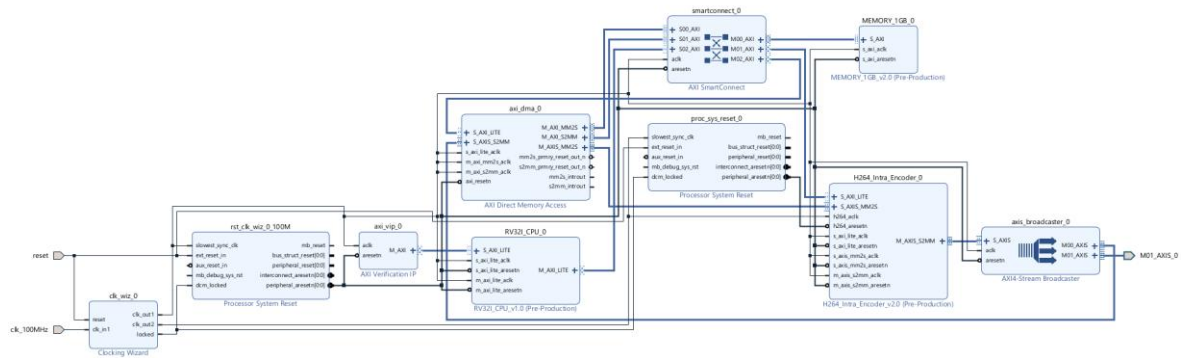 smartconnect_0
S00_AXI
S01_AXI
S02_AXI
aclk
aresetn
M00_AXI
M01_AXI
M02_AXI
AXI SmartConnect
MEMORY_1GB_0
S_AXI
s_axi_aclk
s_axi_aresetn
MEMORY_1GB_v2.0 (Pre-Production)
axi_dma_0
S_AXI_LITE
S_AXIS_S2MM
s_axi_lite_aclk
m_axi_mm2s_aclk
m_axi_s2mm_aclk
axi_resetn
M_AXI_MM2S
M_AXI_S2MM
M_AXIS_MM2S
mm2s_prmry_reset_out_n
s2mm_prmry_reset_out_n
mm2s_introut
s2mm_introut
AXI Direct Memory Access
proc_sys_reset_0
slowest_sync_clk
ext_reset_in
aux_reset_in
mb_debug_sys_rst
dcm_locked
mb_reset
bus_struct_reset[0:0]
peripheral_reset[0:0]
interconnect_aresetn[0:0]
peripheral_aresetn[0:0]
Processor System Reset
H264_Intra_Encoder_0
S_AXI_LITE
S_AXIS_MM2S
h264_aclk
h264_aresetn
s_axi_lite_aclk
s_axi_lite_aresetn
s_axis_mm2s_aclk
s_axis_mm2s_aresetn
m_axis_s2mm_aclk
m_axis_s2mm_aresetn
M_AXIS_S2MM
H264_Intra_Encoder_v2.0 (Pre-Production)
axis_broadcaster_0
S_AXIS
aclk
aresetn
M00_AXIS
M01_AXIS
AXI4-Stream Broadcaster
M01_AXIS_0
rst_clk_wiz_0_100M
slowest_sync_clk
ext_reset_in
aux_reset_in
mb_debug_sys_rst
dcm_locked
mb_reset
bus_struct_reset[0:0]
peripheral_reset[0:0]
interconnect_aresetn[0:0]
peripheral_aresetn[0:0]
Processor System Reset
axi_vip_0
aclk
aresetn
M_AXI
AXI Verification IP
RV32I_CPU_0
S_AXI_LITE
s_axi_lite_aclk
s_axi_lite_aresetn
m_axi_lite_aclk
m_axi_lite_aresetn
M_AXI_LITE
RV32I_CPU_v1.0 (Pre-Production)
reset
clk_100MHz
clk_wiz_0
reset
clk_in1
clk_out1
clk_out2
locked
Clocking Wizard